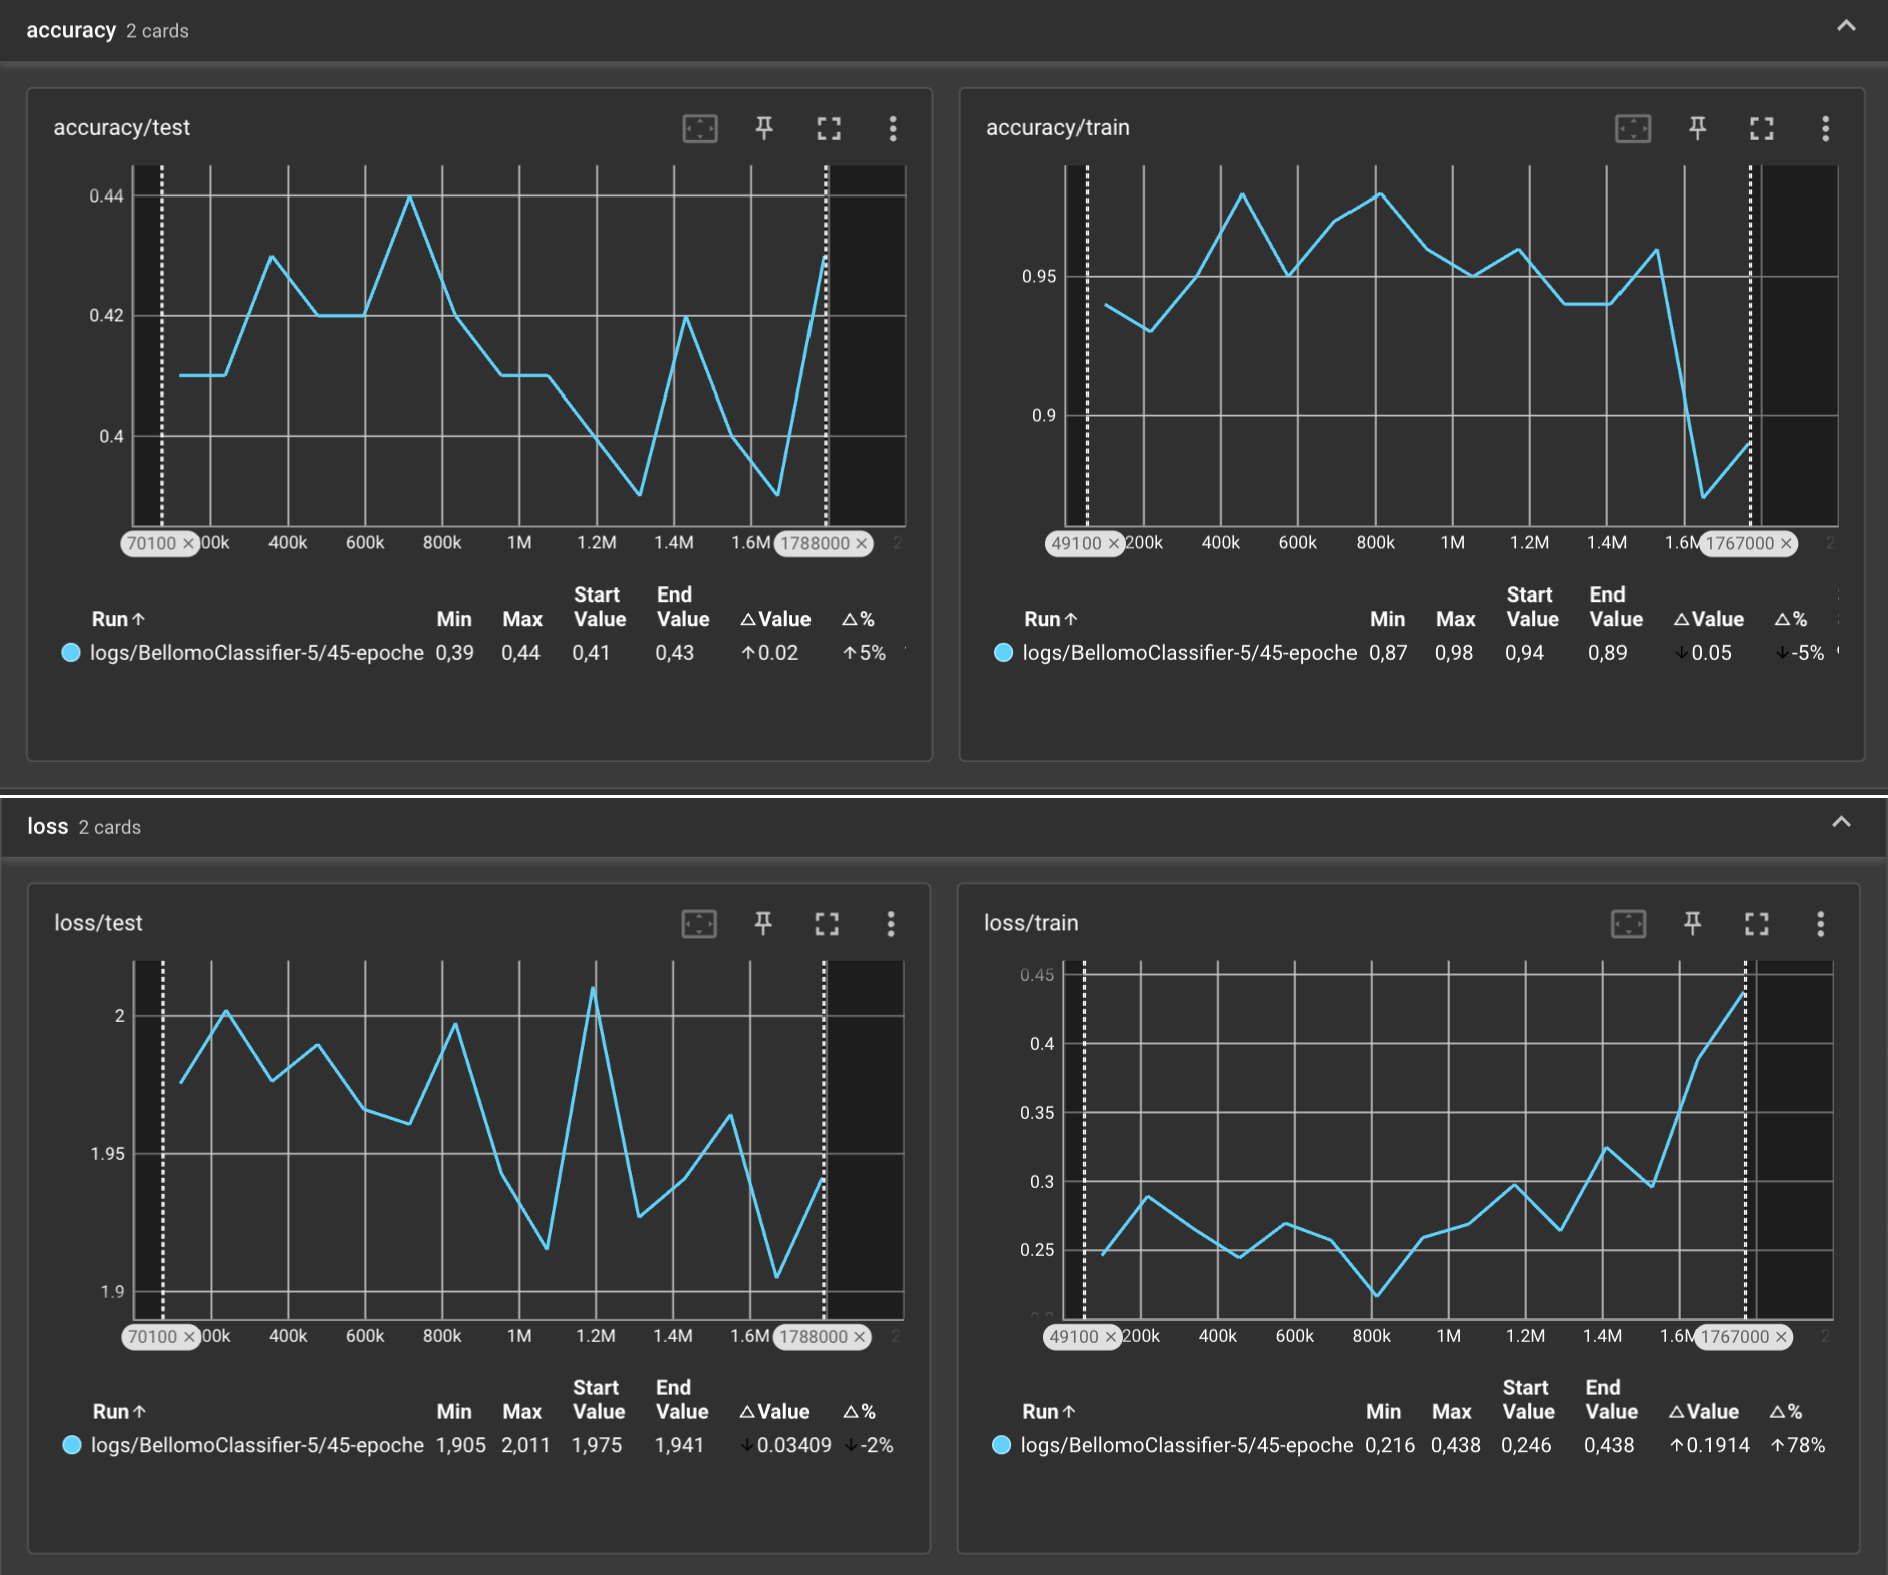 accuracy 2 cards
accuracy/test
0.44
0.42
0.4
70100 × 00k 400k 600k 800k 1M 1.2M 1.4M 1.6M 1788000 × 2
Run↑ Min Max Start Value End Value △Value △%
logs/BellomoClassifier-5/45-epoche 0,39 0,44 0,41 0,43 ↑0.02 ↑5%
accuracy/train
0.95
0.9
49100 × 200k 400k 600k 800k 1M 1.2M 1.4M 1.6M 1767000 × 2
Run↑ Min Max Start Value End Value △Value △%
logs/BellomoClassifier-5/45-epoche 0,87 0,98 0,94 0,89 ↓0.05 ↓-5%
loss 2 cards
loss/test
2
1.95
1.9
70100 × 00k 400k 600k 800k 1M 1.2M 1.4M 1.6M 1788000 × 2
Run↑ Min Max Start Value End Value △Value △%
logs/BellomoClassifier-5/45-epoche 1,905 2,011 1,975 1,941 ↓0.03409 ↓-2%
loss/train
0.45
0.4
0.35
0.3
0.25
49100 × 200k 400k 600k 800k 1M 1.2M 1.4M 1.6M 1767000 × 2
Run↑ Min Max Start Value End Value △Value △%
logs/BellomoClassifier-5/45-epoche 0,216 0,438 0,246 0,438 ↑0.1914 ↑78%